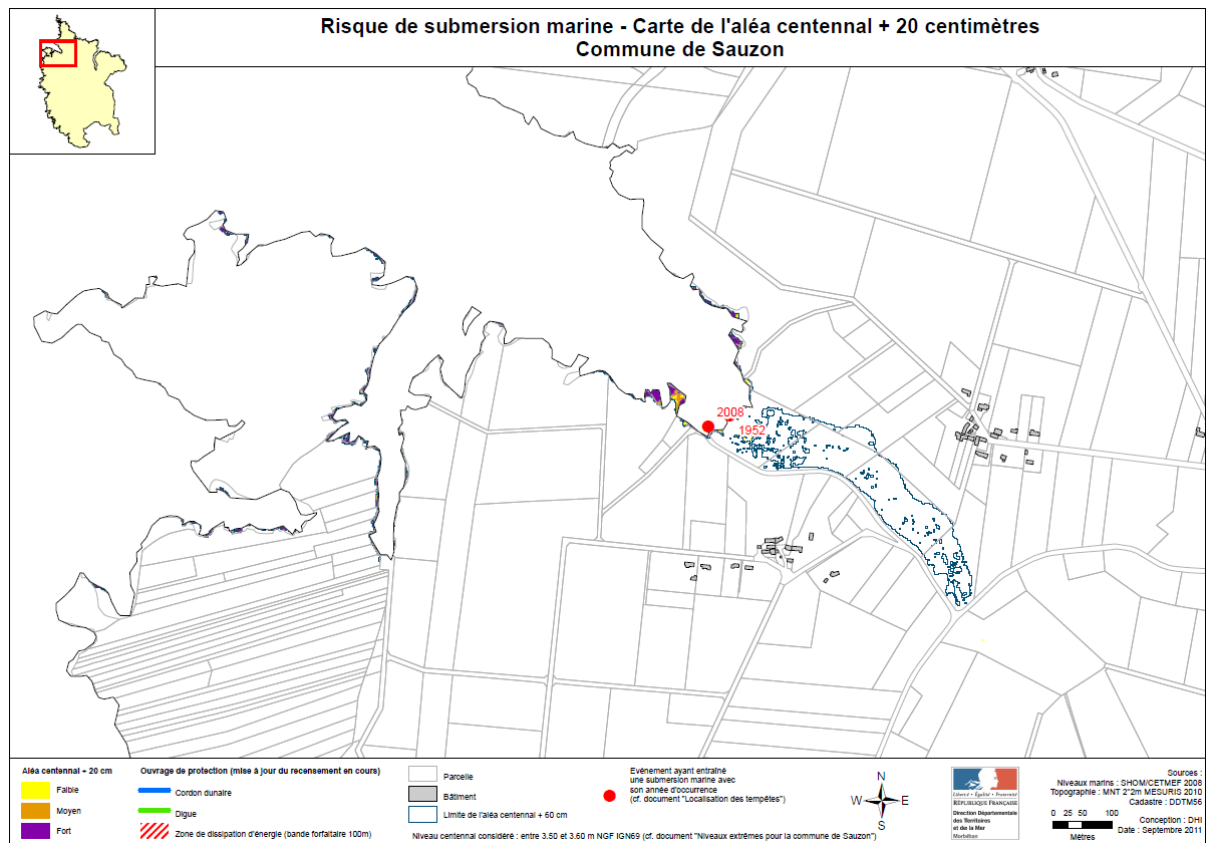 Risque de submersion marine - Carte de l'aléa centennal + 20 centimètres
Commune de Sauzon
2008
1952
Aléa centennal + 20 cm
Faible
Moyen
Fort
Ouvrage de protection (mise à jour du recensement en cours)
Cordon dunaire
Digue
Zone de dissipation d'énergie (bande forfaitaire 100m)
Parcelle
Bâtiment
Limite de l'aléa centennal + 60 cm
Evénement ayant entraîné
une submersion marine avec
son année d'occurrence
(cf. document "Localisation des tempêtes")
Niveau centennal considéré : entre 3.50 et 3.60 m NGF IGN69 (cf. document "Niveaux extrêmes pour la commune de Sauzon")
N
W E
S
Liberté • Égalité • Fraternité
RÉPUBLIQUE FRANÇAISE
Direction Départementale
des Territoires
et de la Mer
Morbihan
Sources :
Niveaux marins : SHOM/CETMEF 2008
Topographie : MNT 2*2m MESURIS 2010
Cadastre : DDTM56
0 25 50 100
Mètres
Conception : DHI
Date : Septembre 2011